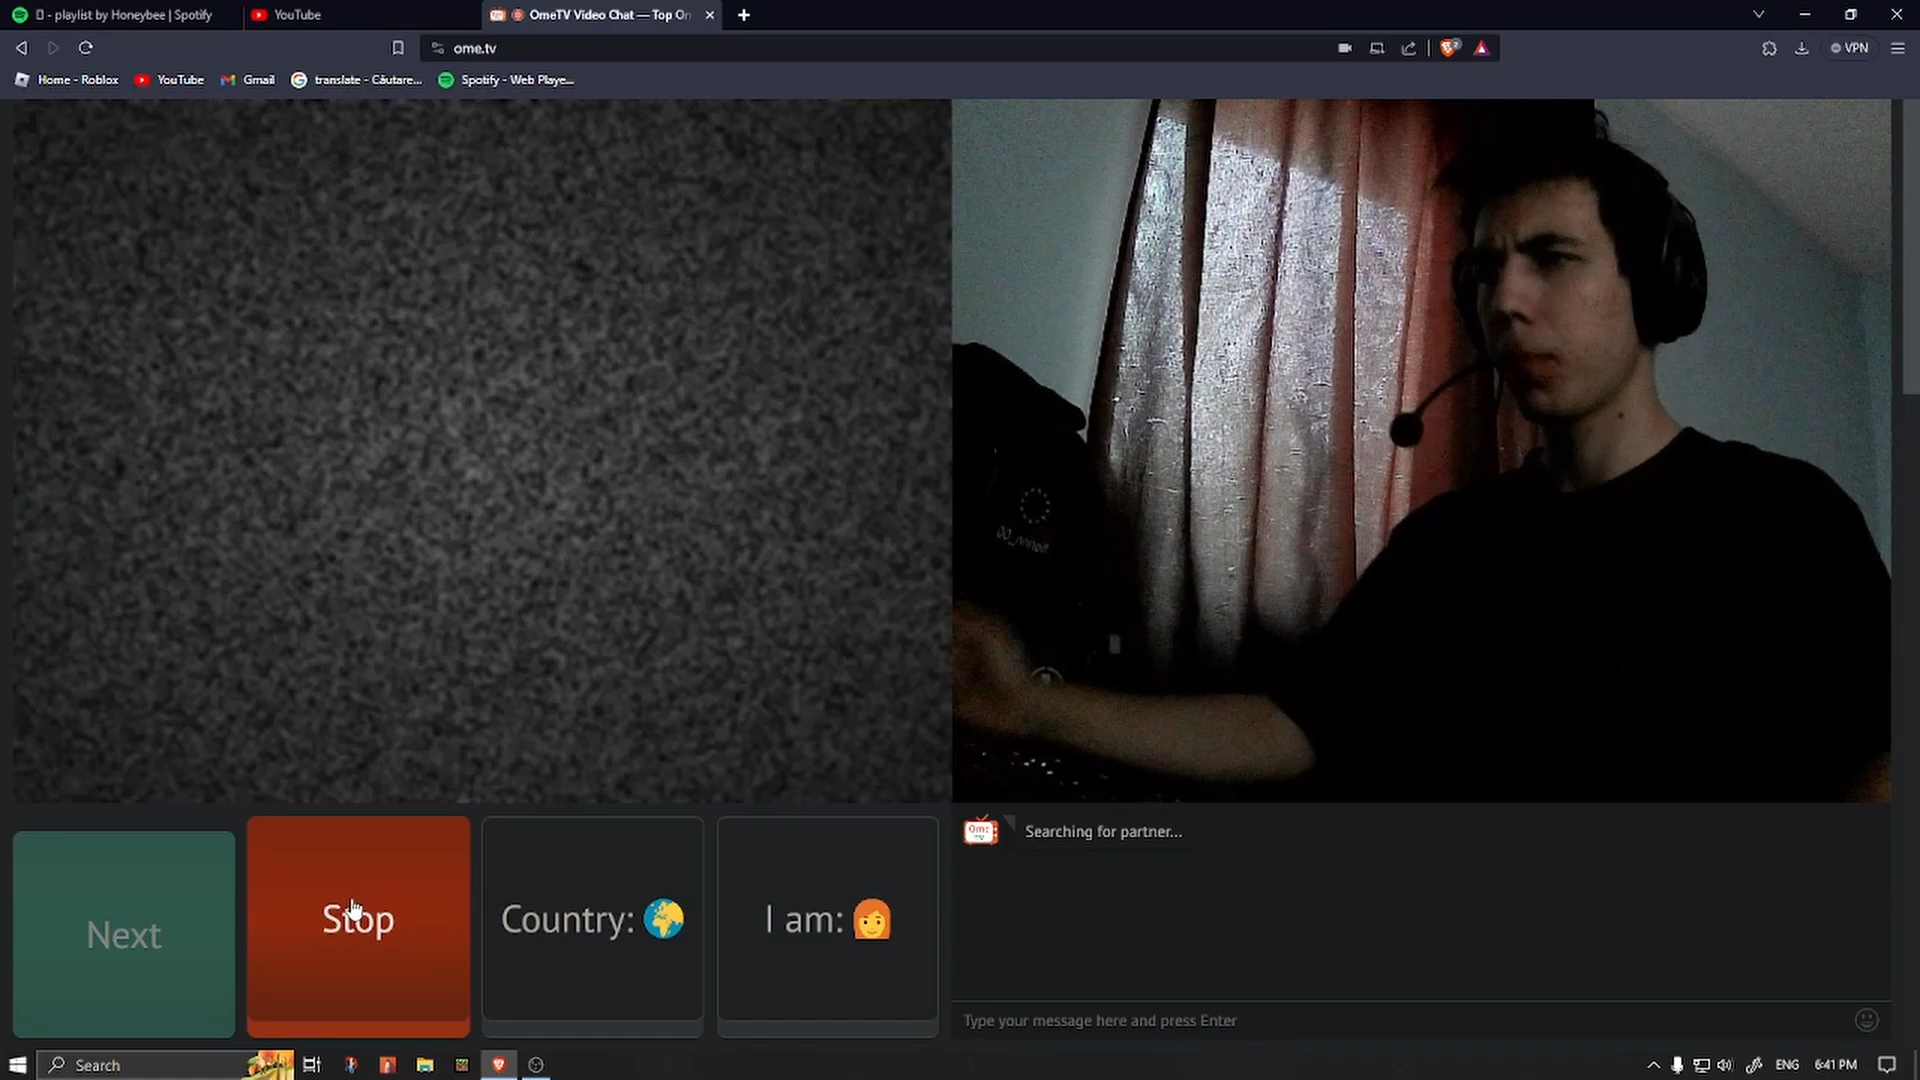 ▯ - playlist by Honeybee | Spotify
YouTube
OmeTV Video Chat — Top On
ome.tv
VPN
Home - Roblox
YouTube
Gmail
translate - Căutare...
Spotify - Web Playe...
Next
Stop
Country:
I am:
Ome
TV
Searching for partner...
Type your message here and press Enter
Search
ENG
6:41 PM